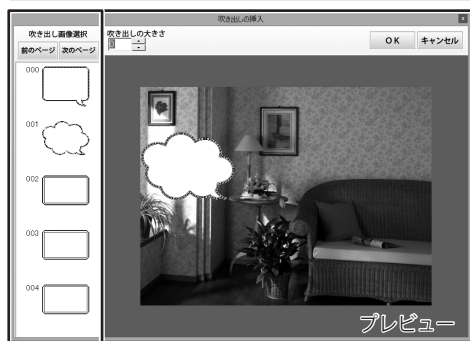 吹き出しの挿入
吹き出し画像選択
前のページ 次のページ
吹き出しの大きさ
OK キャンセル
000
001
002
003
004
プレビュー